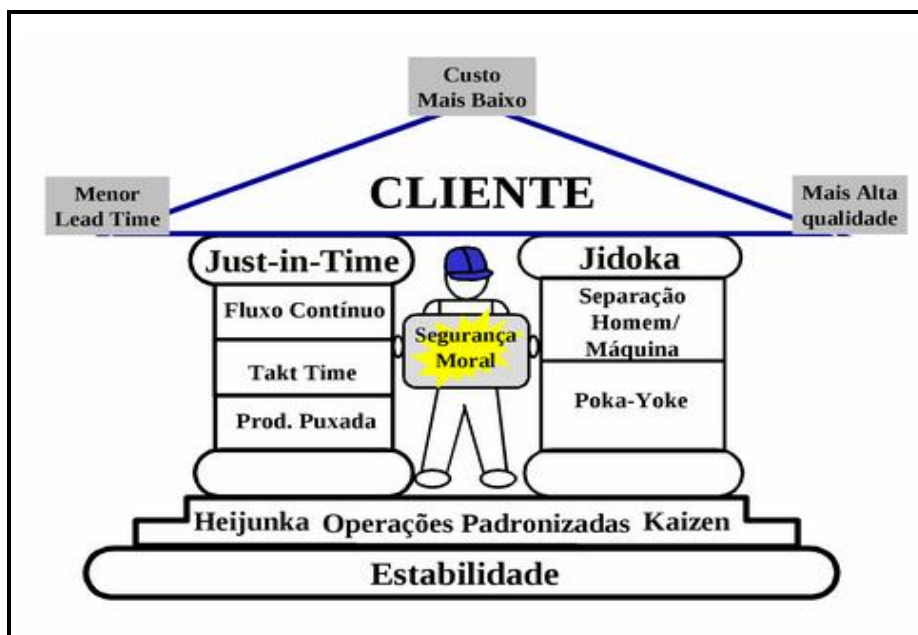 Custo
Mais Baixo
Menor
Lead Time
CLIENTE
Mais Alta
qualidade
Just-in-Time
Fluxo Contínuo
Takt Time
Prod. Puxada
Segurança
Moral
Jidoka
Separação
Homem/
Máquina
Poka-Yoke
Heijunka Operações Padronizadas Kaizen
Estabilidade